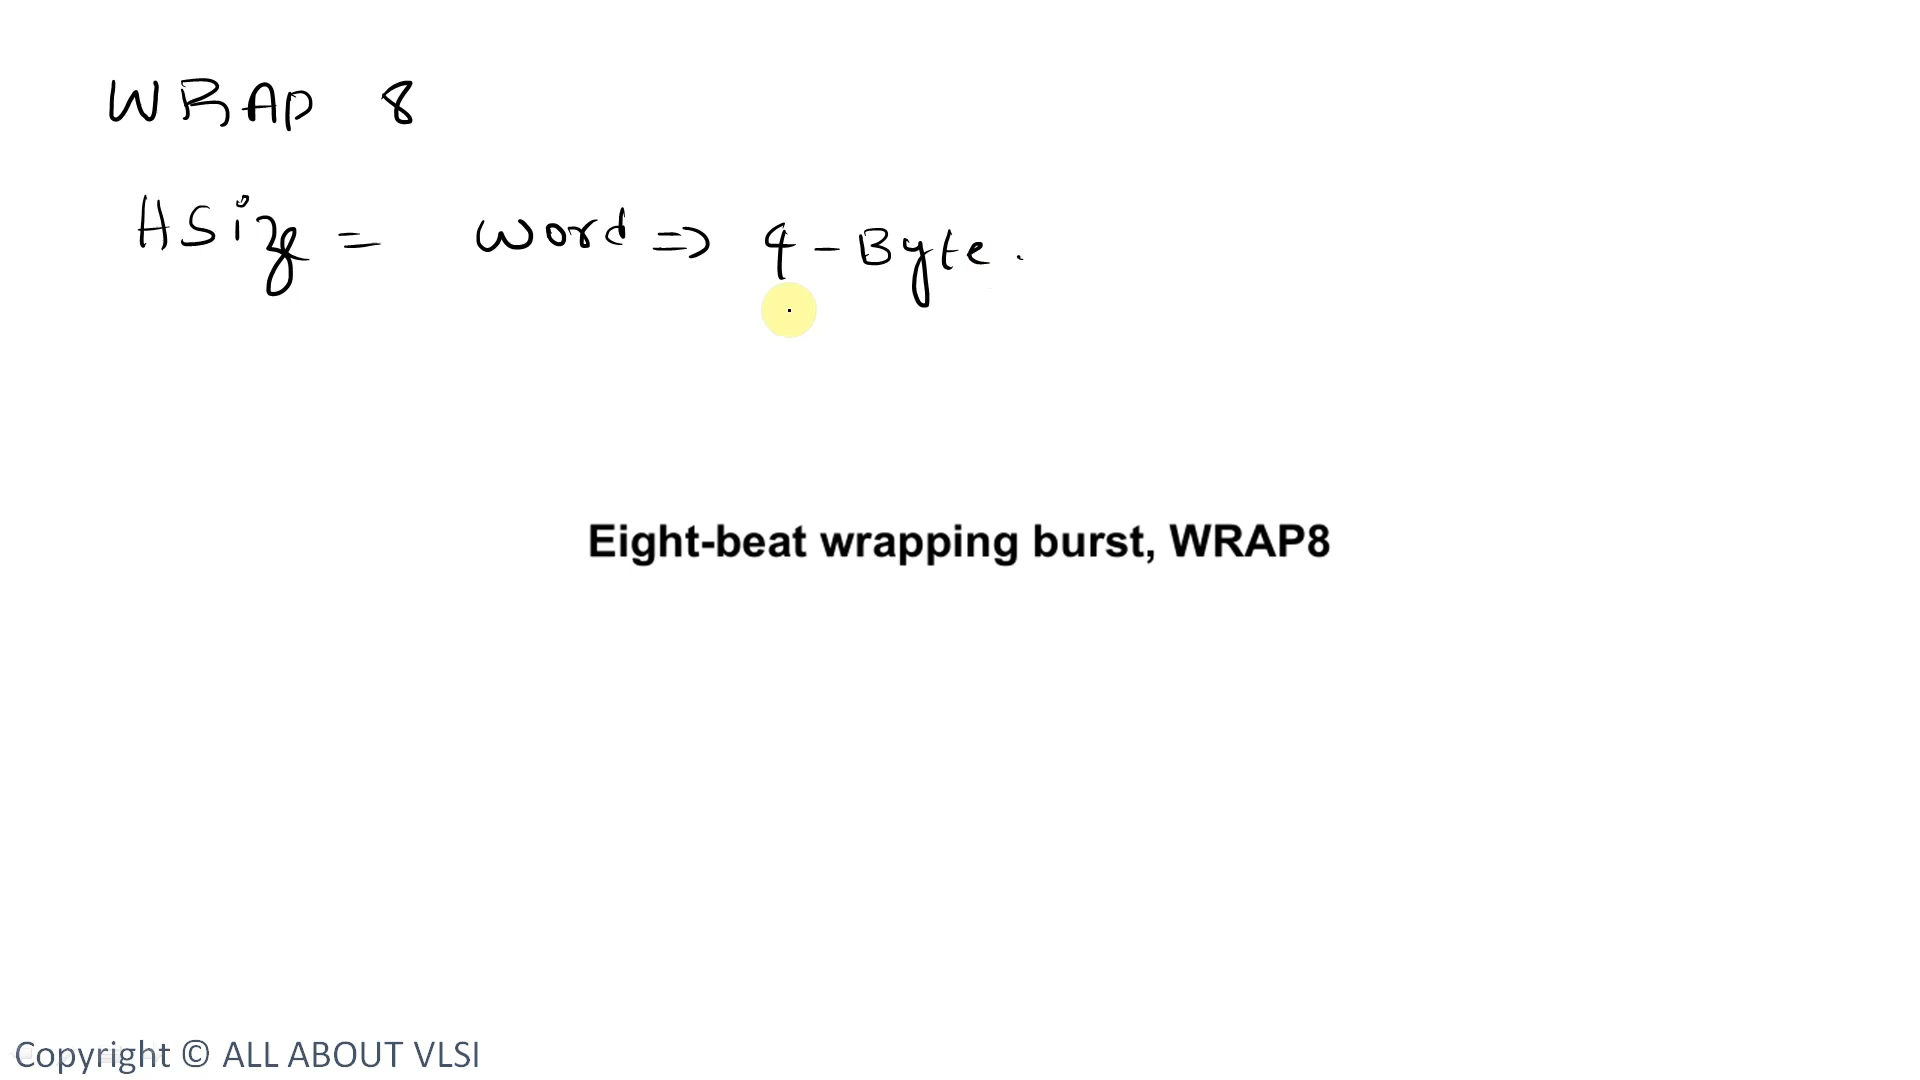 WRAP 8
HSize = word => 4-Byte.
Eight-beat wrapping burst, WRAP8
Copyright © ALL ABOUT VLSI